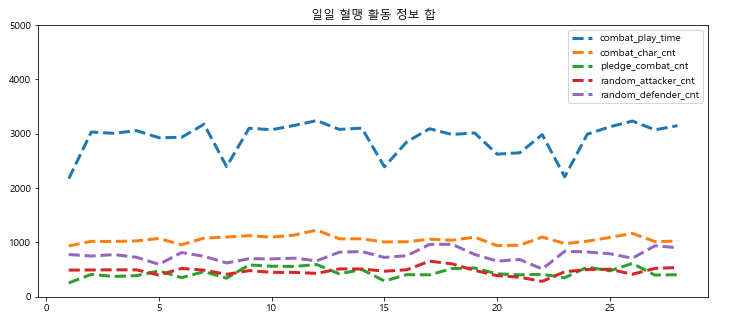 일일 혈맹 활동 정보 합
5000
4000
3000
2000
1000
0
0
5
10
15
20
25
combat_play_time
combat_char_cnt
pledge_combat_cnt
random_attacker_cnt
random_defender_cnt